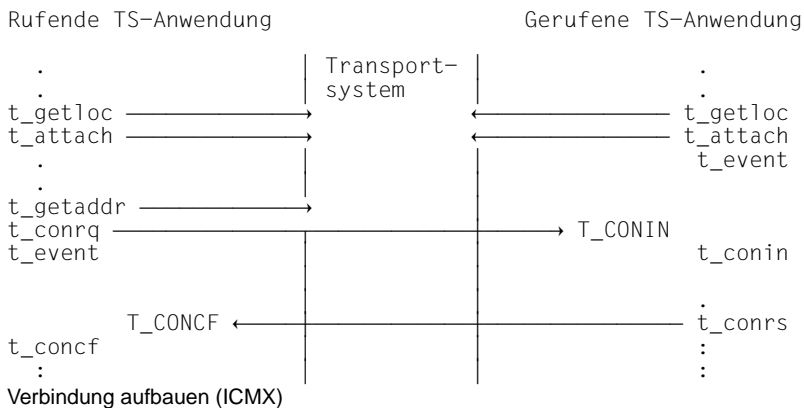 Rufende TS-Anwendung Gerufene TS-Anwendung
Transport-
system
. .
. .
t_getloc t_getloc
t_attach t_attach
. t_event
.
t_getaddr
t_conrq T_CONIN
t_event t_conin
.
T_CONCF t_conrs
t_concf :
: :
Verbindung aufbauen (ICMX)